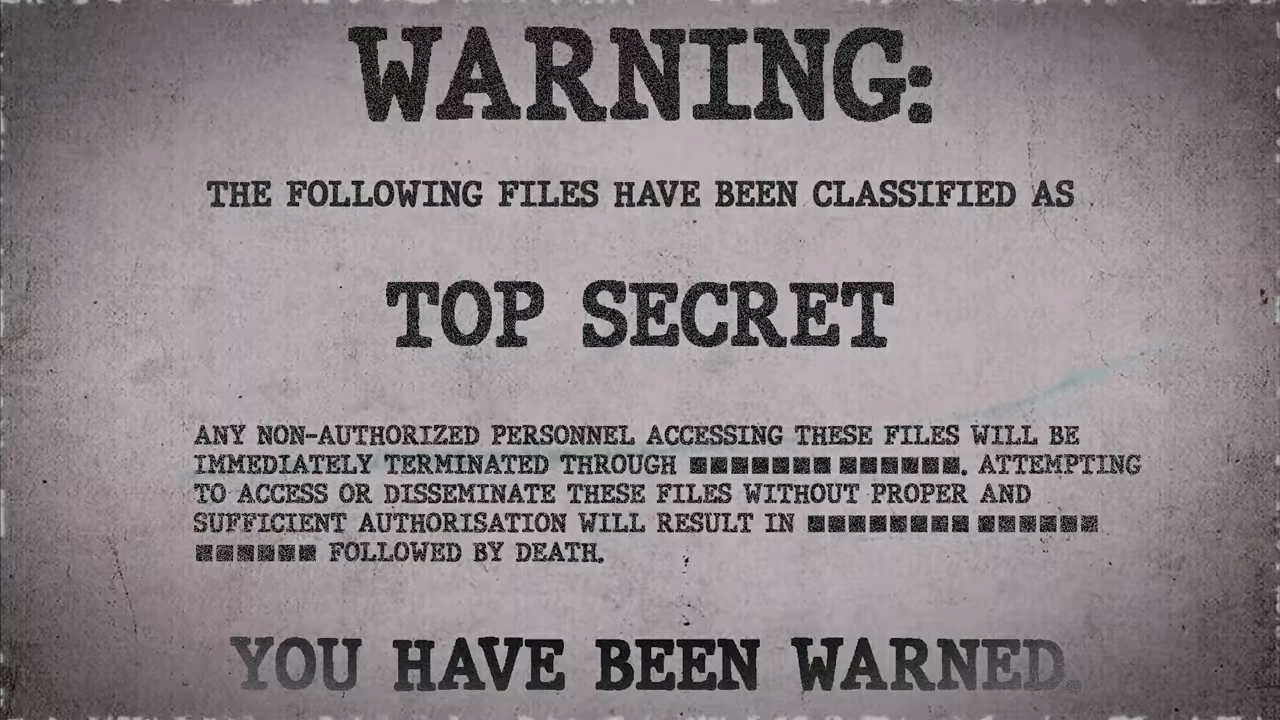 WARNING:
THE FOLLOWING FILES HAVE BEEN CLASSIFIED AS
TOP SECRET
ANY NON-AUTHORIZED PERSONNEL ACCESSING THESE FILES WILL BE
IMMEDIATELY TERMINATED THROUGH ■■■■■■■ ■■■■■■. ATTEMPTING
TO ACCESS OR DISSEMINATE THESE FILES WITHOUT PROPER AND
SUFFICIENT AUTHORISATION WILL RESULT IN ■■■■■■■■ ■■■■■■
■■■■■■ FOLLOWED BY DEATH.
YOU HAVE BEEN WARNED.